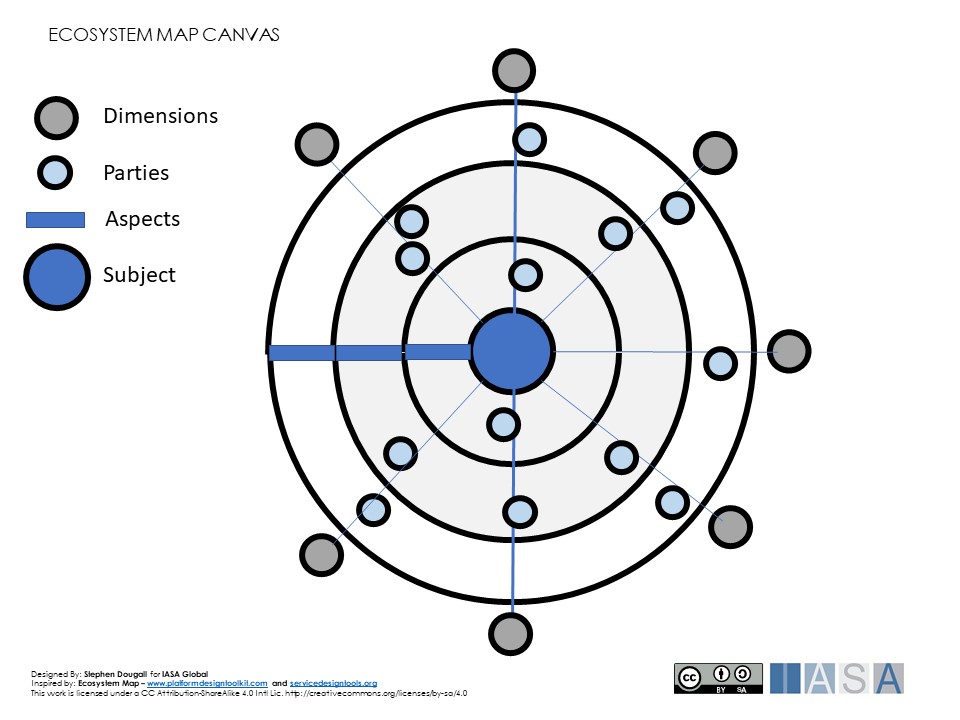 ECOSYSTEM MAP CANVAS
Dimensions
Parties
Aspects
Subject
Designed By: Stephen Dougall for IASA Global
Inspired by: Ecosystem Map – www.platformdesigntoolkit.com and servicedesigntools.org
This work is licensed under a CC Attribution-ShareAlike 4.0 Intl Lic. http://creativecommons.org/licenses/by-sa/4.0
cc BY SA
IASA